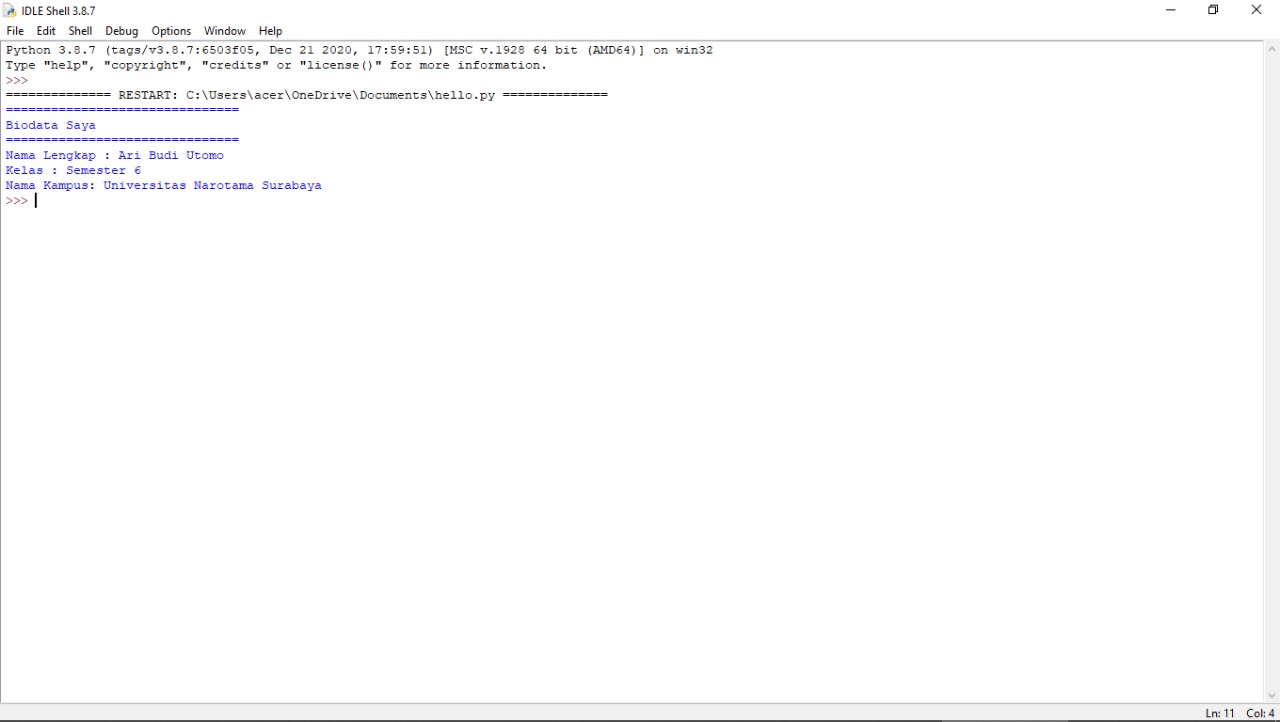 IDLE Shell 3.8.7
File Edit Shell Debug Options Window Help
Python 3.8.7 (tags/v3.8.7:6503f05, Dec 21 2020, 17:59:51) [MSC v.1928 64 bit (AMD64)] on win32
Type "help", "copyright", "credits" or "license()" for more information.
>>>
============== RESTART: C:\Users\acer\OneDrive\Documents\hello.py ==============
===============================
Biodata Saya
===============================
Nama Lengkap : Ari Budi Utomo
Kelas : Semester 6
Nama Kampus: Universitas Narotama Surabaya
>>>
Ln: 11 Col: 4